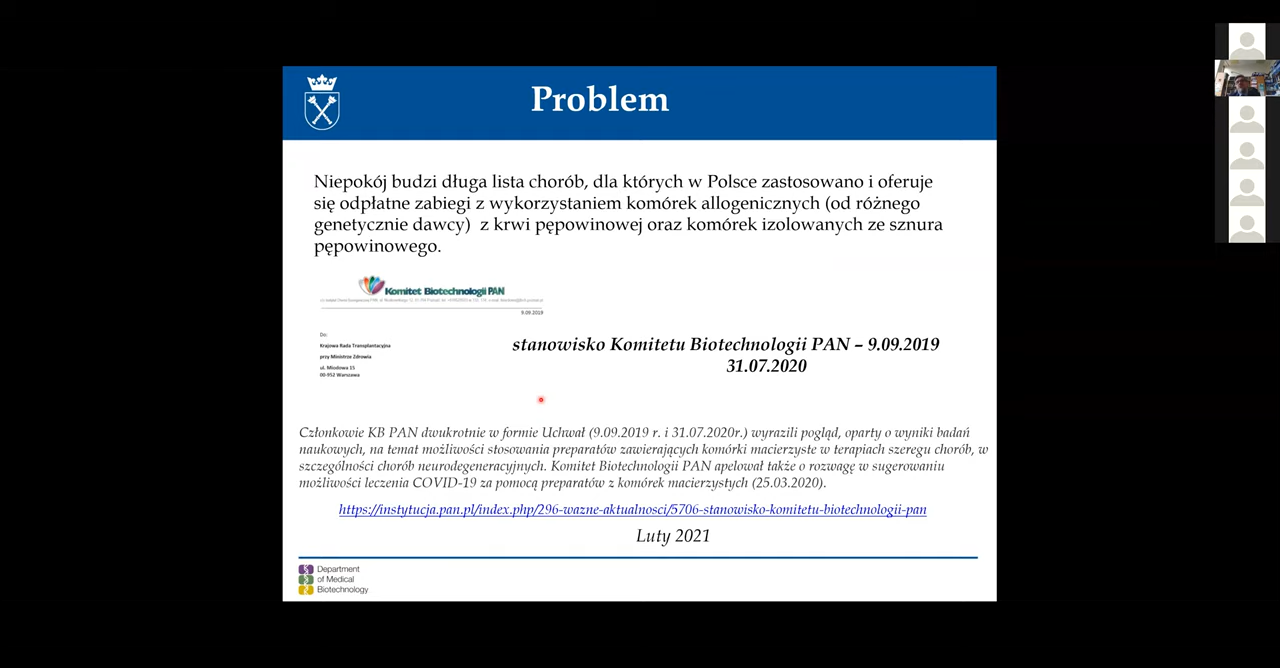 Problem
Niepokój budzi długa lista chorób, dla których w Polsce zastosowano i oferuje
się odpłatne zabiegi z wykorzystaniem komórek allogenicznych (od różnego
genetycznie dawcy) z krwi pępowinowej oraz komórek izolowanych ze sznura
pępowinowego.
Komitet Biotechnologii PAN
9.09.2019
Do:
Krajowa Rada Transplantacyjna
przy Ministrze Zdrowia
ul. Miodowa 15
00-952 Warszawa
stanowisko Komitetu Biotechnologii PAN – 9.09.2019
31.07.2020
Członkowie KB PAN dwukrotnie w formie Uchwał (9.09.2019 r. i 31.07.2020r.) wyrazili pogląd, oparty o wyniki badań
naukowych, na temat możliwości stosowania preparatów zawierających komórki macierzyste w terapiach szeregu chorób, w
szczególności chorób neurodegeneracyjnych. Komitet Biotechnologii PAN apelował także o rozwagę w sugerowaniu
możliwości leczenia COVID-19 za pomocą preparatów z komórek macierzystych (25.03.2020).
https://instytucja.pan.pl/index.php/296-wazne-aktualnosci/5706-stanowisko-komitetu-biotechnologii-pan
Luty 2021
Department
of Medical
Biotechnology